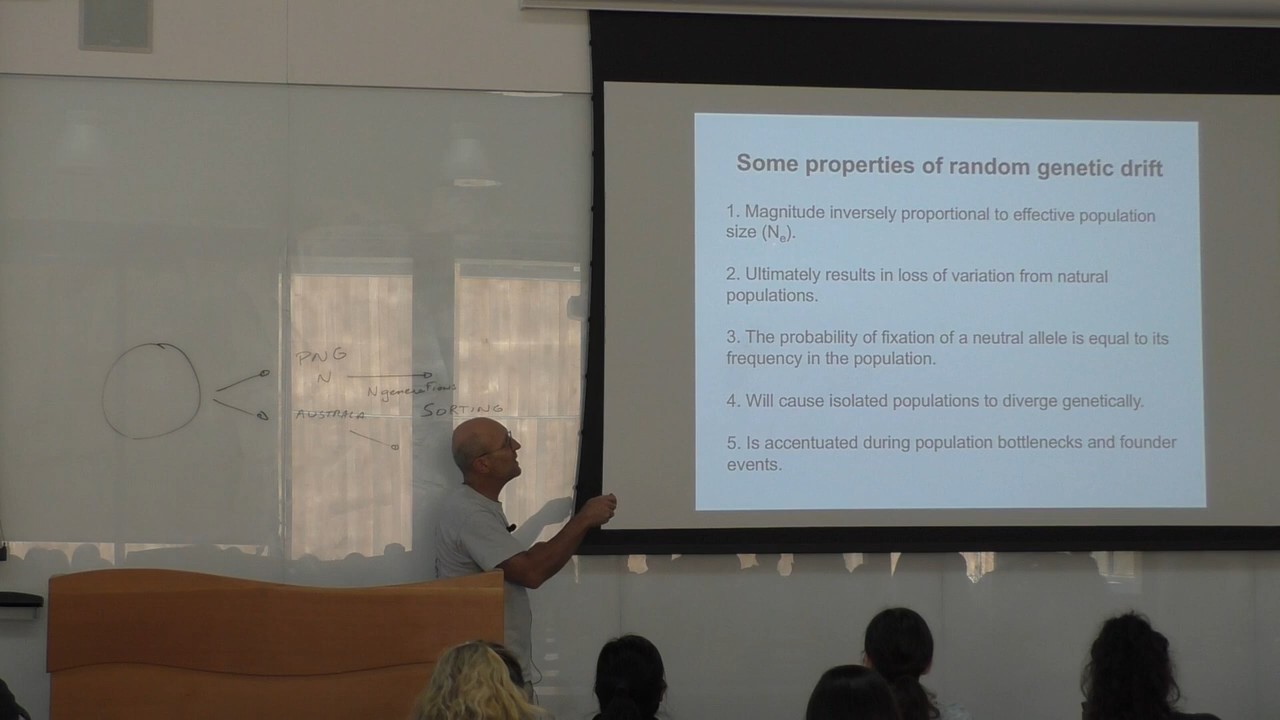 Some properties of random genetic drift
1. Magnitude inversely proportional to effective population
size (Ne).
2. Ultimately results in loss of variation from natural
populations.
3. The probability of fixation of a neutral allele is equal to its
frequency in the population.
4. Will cause isolated populations to diverge genetically.
5. Is accentuated during population bottlenecks and founder
events.
PNG
N
N generations
SORTING